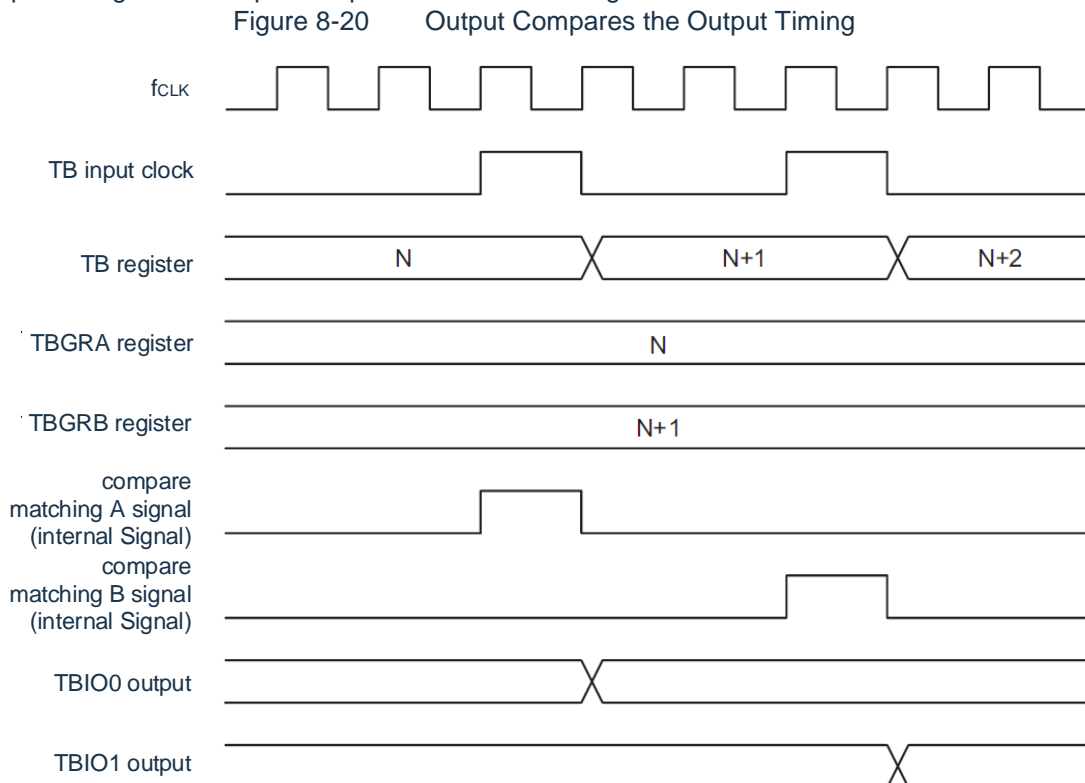 Figure 8-20 Output Compares the Output Timing
fCLK
TB input clock
TB register
N
N+1
N+2
TBGRA register
N
TBGRB register
N+1
compare
matching A signal
(internal Signal)
compare
matching B signal
(internal Signal)
TBIO0 output
TBIO1 output